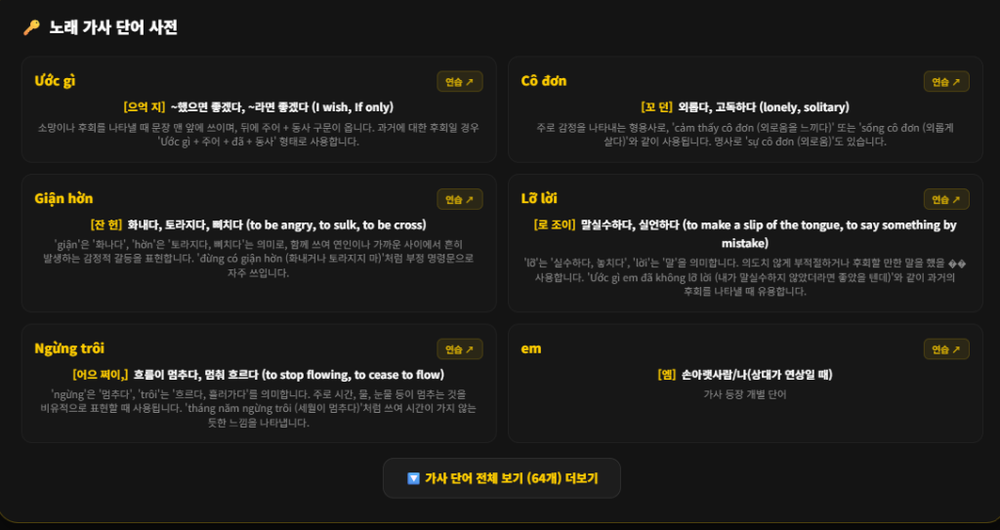 🔑 노래 가사 단어 사전
Ước gì
연습 ↗
[으억 지] ~했으면 좋겠다, ~라면 좋겠다 (I wish, If only)
소망이나 후회를 나타낼 때 문장 맨 앞에 쓰이며, 뒤에 주어 + 동사 구문이 옵니다. 과거에 대한 후회일 경우
'Ước gì + 주어 + đã + 동사' 형태로 사용합니다.
Cô đơn
연습 ↗
[꼬 던] 외롭다, 고독하다 (lonely, solitary)
주로 감정을 나타내는 형용사로, 'cảm thấy cô đơn (외로움을 느끼다)' 또는 'sống cô đơn (외롭게
살다)'와 같이 사용됩니다. 명사로 'sự cô đơn (외로움)'도 있습니다.
Giận hờn
연습 ↗
[잔 헌] 화내다, 토라지다, 삐치다 (to be angry, to sulk, to be cross)
'giận'은 '화나다', 'hờn'은 '토라지다, 삐치다'는 의미로, 함께 쓰여 연인이나 가까운 사이에서 흔히
발생하는 감정적 갈등을 표현합니다. 'đừng có giận hờn (화내거나 토라지지 마)'처럼 부정 명령문으로
자주 쓰입니다.
Lỡ lời
연습 ↗
[로 조이] 말실수하다, 실언하다 (to make a slip of the tongue, to say something by
mistake)
'lỡ'는 '실수하다, 놓치다', 'lời'는 '말'을 의미합니다. 의도치 않게 부적절하거나 후회할 만한 말을 했을 ��
사용합니다. 'Ước gì em đã không lỡ lời (내가 말실수하지 않았더라면 좋았을 텐데)'와 같이 과거의
후회를 나타낼 때 유용합니다.
Ngừng trôi
연습 ↗
[어으 쩌이,] 흐름이 멈추다, 멈춰 흐르다 (to stop flowing, to cease to flow)
'ngừng'은 '멈추다', 'trôi'는 '흐르다, 흘러가다'를 의미합니다. 주로 시간, 물, 눈물 등이 멈추는 것을
비유적으로 표현할 때 사용됩니다. 'tháng năm ngừng trôi (세월이 멈추다)'처럼 쓰여 시간이 가지 않는
듯한 느낌을 나타냅니다.
em
연습 ↗
[엠] 손아랫사람/나(상대가 연상일 때)
가사 등장 개별 단어
🔽 가사 단어 전체 보기 (64개) 더보기